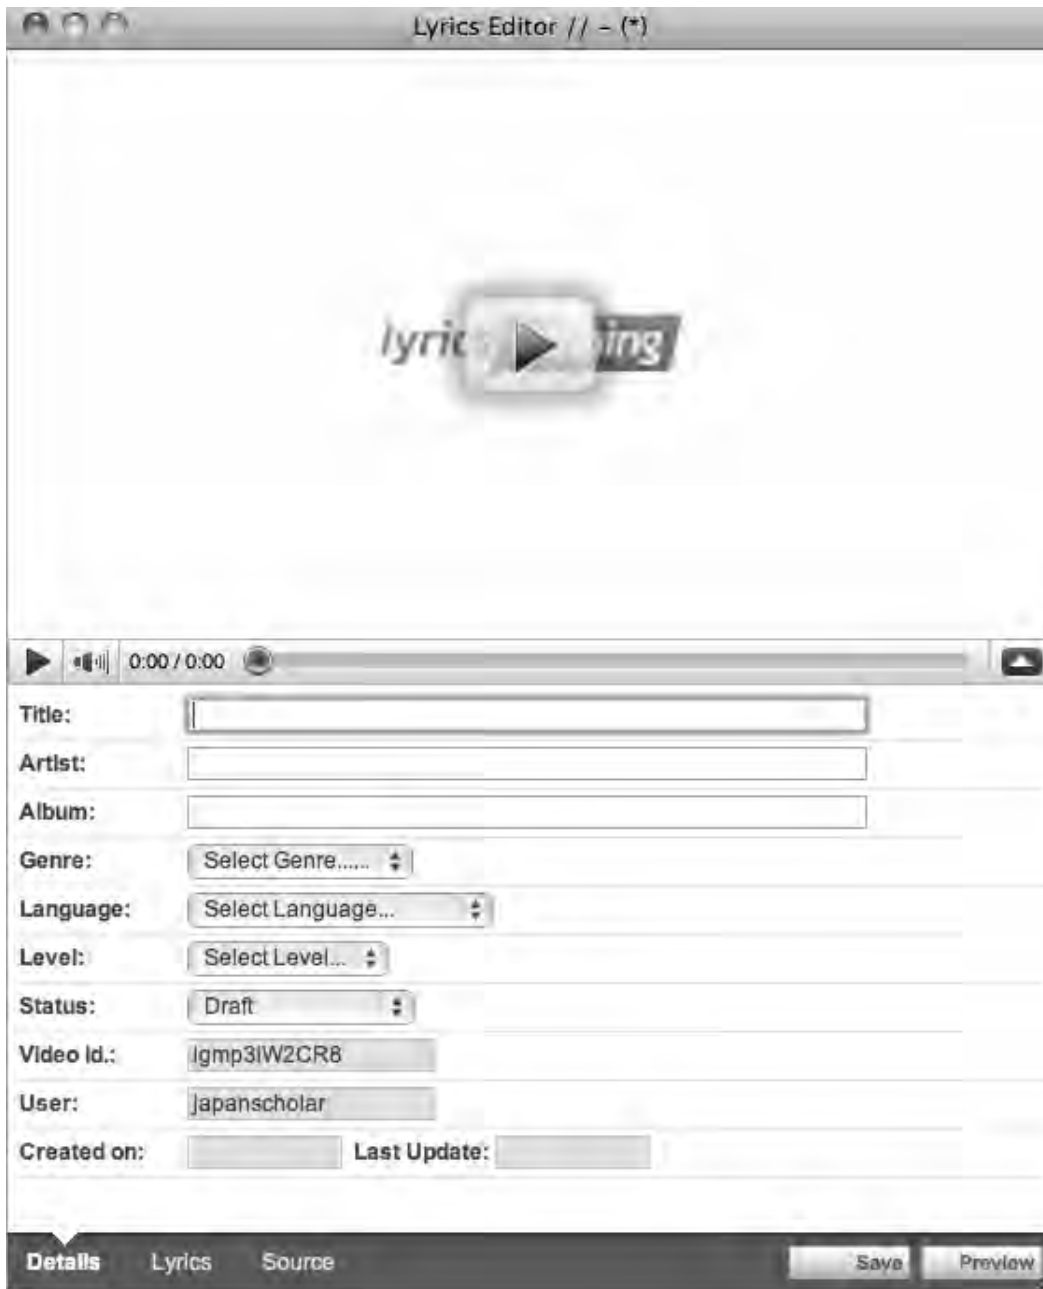 Lyrics Editor // - (*)
lyric ing
0:00 / 0:00
Title:
Artist:
Album:
Genre: Select Genre......
Language: Select Language...
Level: Select Level...
Status: Draft
Video Id.: lgmp3IW2CR8
User: japanscholar
Created on: Last Update:
Details Lyrics Source Save Preview